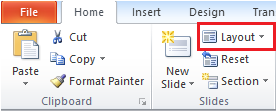 File Home Insert Design Tran
Paste Cut Copy Format Painter
New Slide Layout Reset Section
Clipboard Slides